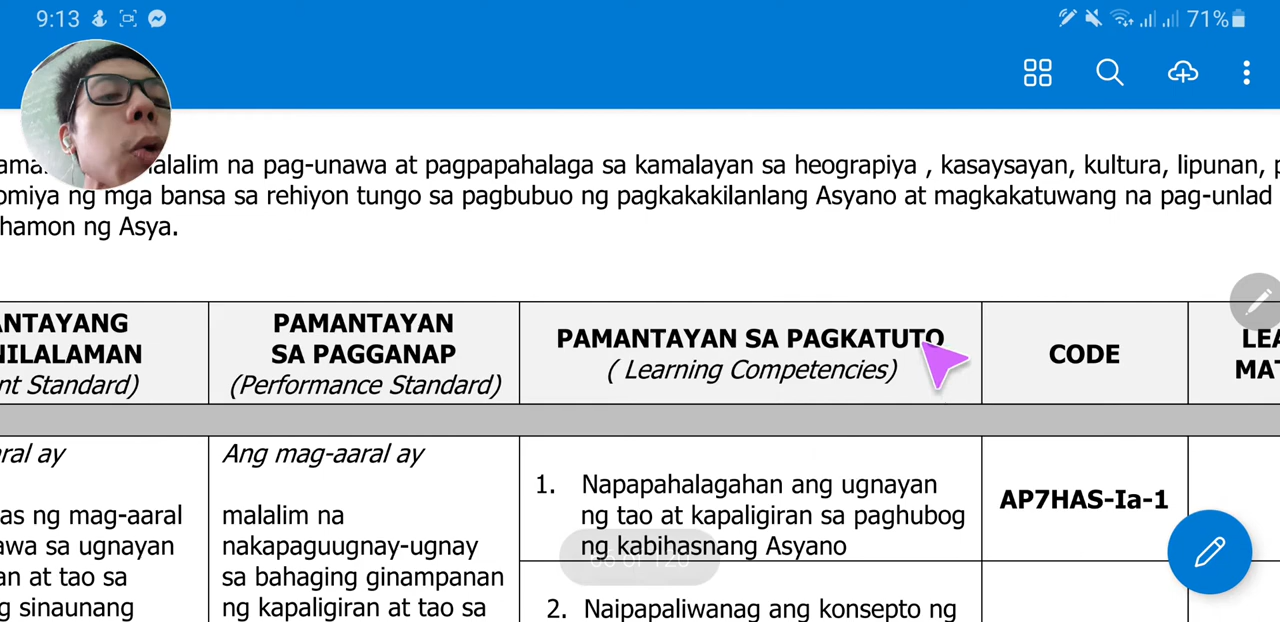 9:13
71%
alalim na pag-unawa at pagpapahalaga sa kamalayan sa heograpiya , kasaysayan, kultura, lipunan,
ng mga bansa sa rehiyon tungo sa pagbubuo ng pagkakakilanlang Asyano at magkakatuwang na pag-unlad
hamon ng Asya.
ANTAYANG
NILALAMAN
nt Standard)
PAMANTAYAN
SA PAGGANAP
(Performance Standard)
PAMANTAYAN SA PAGKATUTO
( Learning Competencies)
CODE
LEA
MAT
ral ay
as ng mag-aaral
awa sa ugnayan
an at tao sa
g sinaunang
Ang mag-aaral ay
malalim na
nakapaguugnay-ugnay
sa bahaging ginampanan
ng kapaligiran at tao sa
1. Napapahalagahan ang ugnayan
ng tao at kapaligiran sa paghubog
ng kabihasnang Asyano
AP7HAS-Ia-1
2. Naipapaliwanag ang konsepto ng